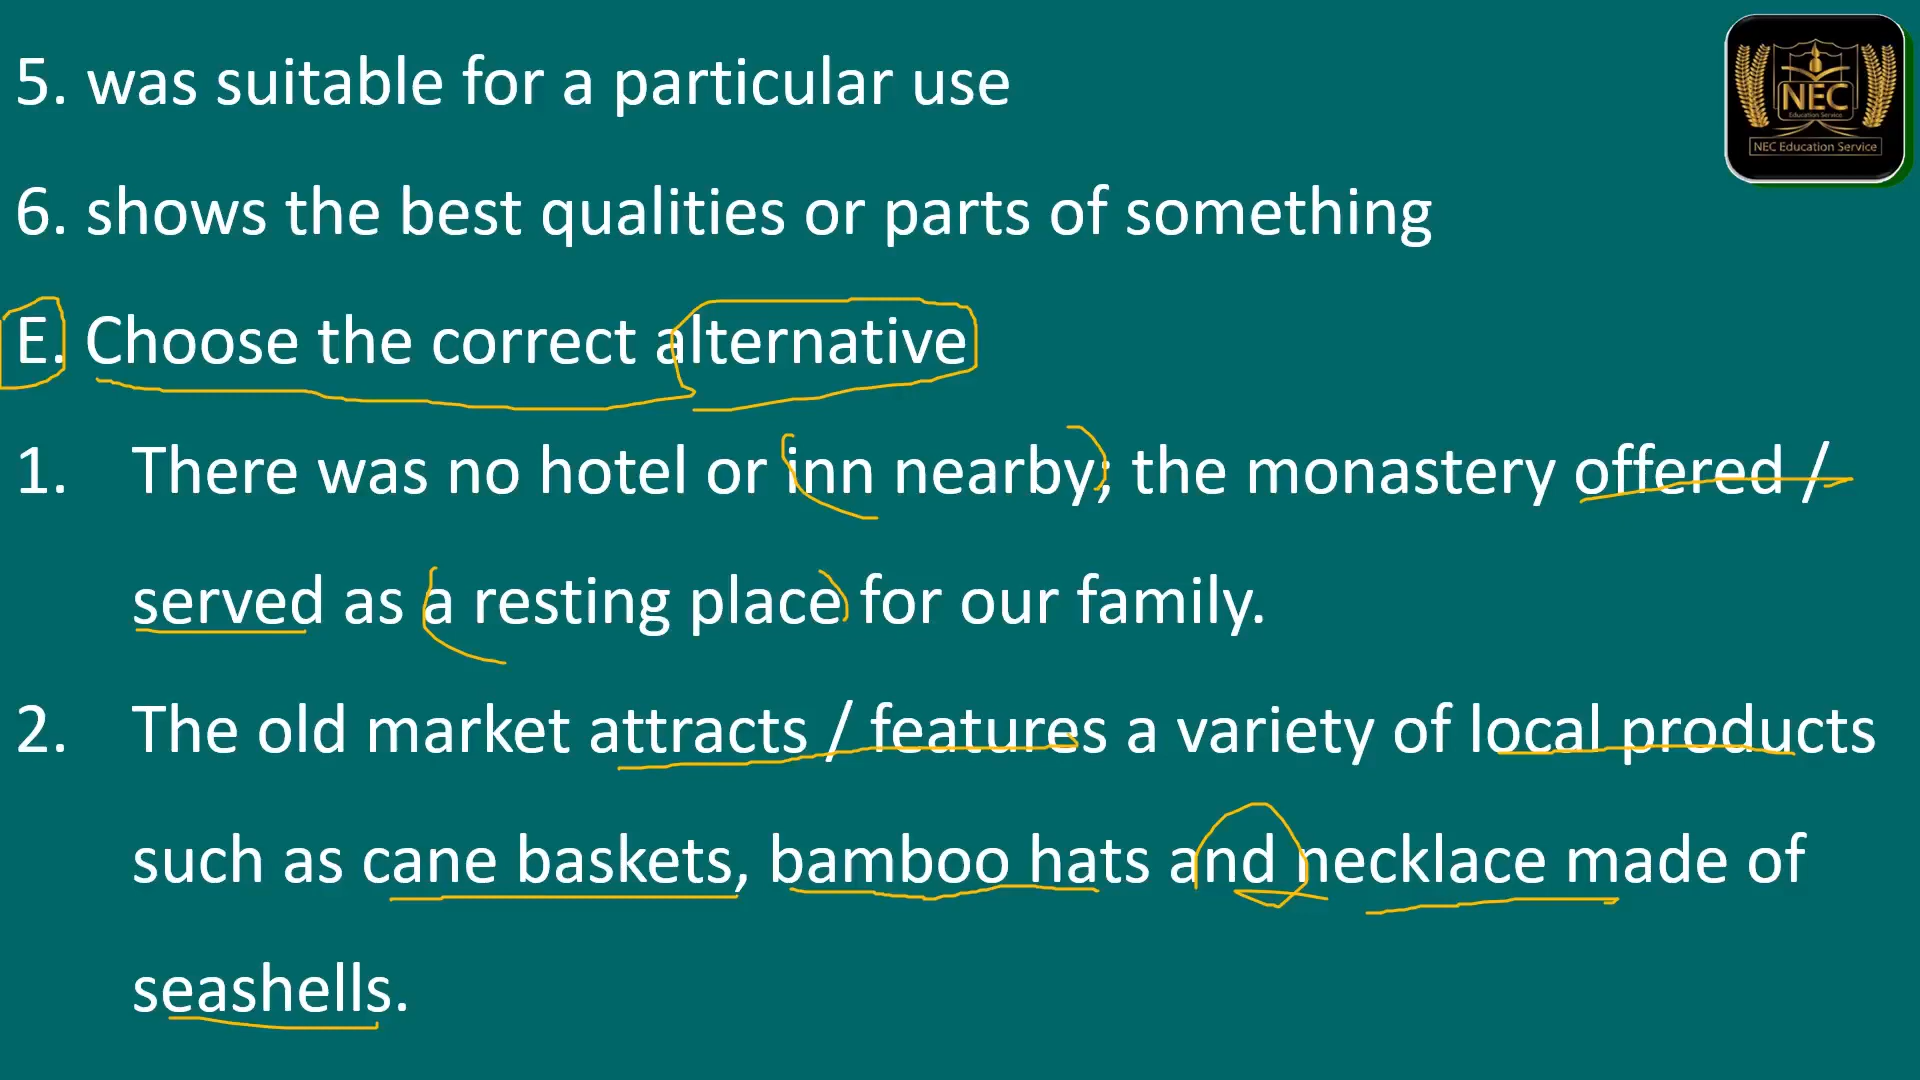 5. was suitable for a particular use
6. shows the best qualities or parts of something
E. Choose the correct alternative
1. There was no hotel or inn nearby; the monastery offered /
served as a resting place for our family.
2. The old market attracts / features a variety of local products
such as cane baskets, bamboo hats and necklace made of
seashells.
NEC
Education Service
NEC Education Service